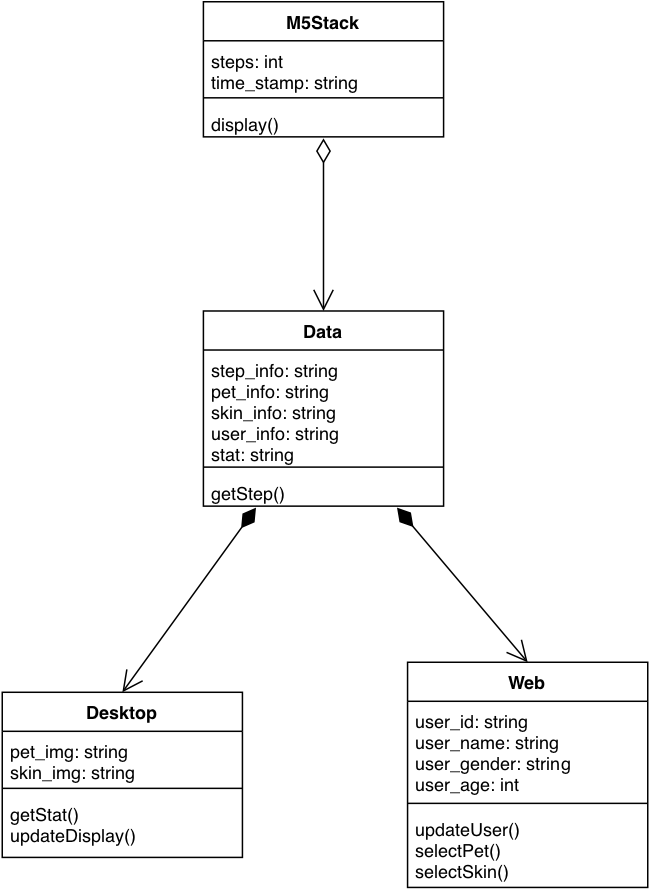 M5Stack
steps: int
time_stamp: string
display()
Data
step_info: string
pet_info: string
skin_info: string
user_info: string
stat: string
getStep()
Desktop
pet_img: string
skin_img: string
getStat()
updateDisplay()
Web
user_id: string
user_name: string
user_gender: string
user_age: int
updateUser()
selectPet()
selectSkin()